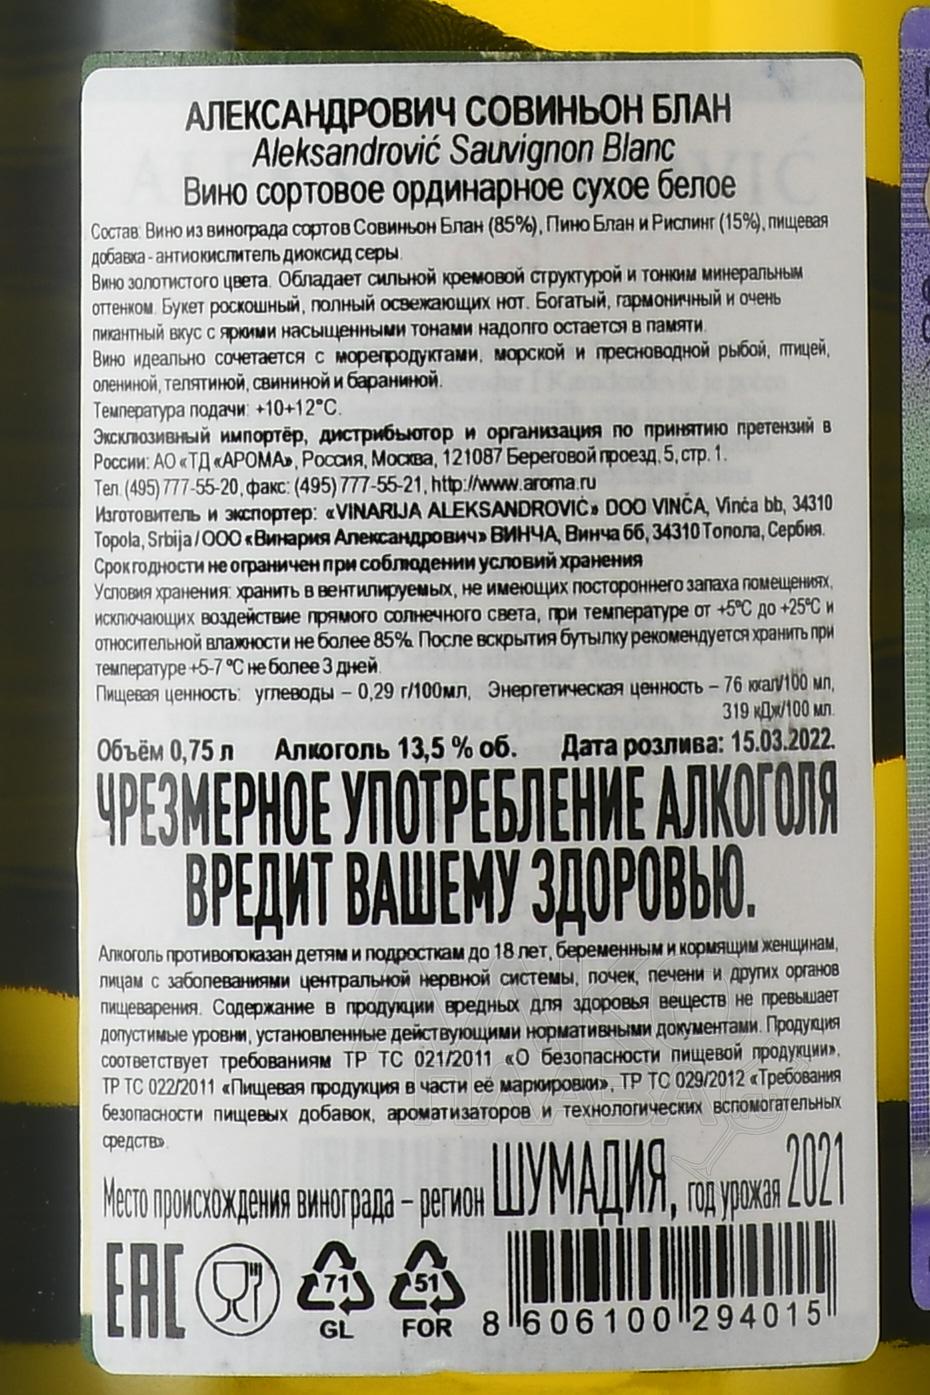 АЛЕКСАНДРОВИЧ СОВИНЬОН БЛАН
Aleksandrović Sauvignon Blanc
Вино сортовое ординарное сухое белое
Состав: Вино из винограда сортов Совиньон Блан (85%), Пино Блан и Рислинг (15%), пищевая
добавка - антиокислитель диоксид серы.
Вино золотистого цвета. Обладает сильной кремовой структурой и тонким минеральным
оттенком. Букет роскошный, полный освежающих нот. Богатый, гармоничный и очень
пикантный вкус с яркими насыщенными тонами надолго остается в памяти.
Вино идеально сочетается с морепродуктами, морской и пресноводной рыбой, птицей,
олениной, телятиной, свининой и бараниной.
Температура подачи: +10+12°С.
Эксклюзивный импортёр, дистрибьютор и организация по принятию претензий в
России: АО «ТД «АРОМА», Россия, Москва, 121087 Береговой проезд, 5, стр. 1.
Тел. (495) 777-55-20, факс: (495) 777-55-21, http://www.aroma.ru
Изготовитель и экспортер: «VINARIJA ALEKSANDROVIĆ» DOO VINČA, Vinča bb, 34310
Topola, Srbija / ООО «Винария Александрович» ВИНЧА, Винча бб, 34310 Топола, Сербия.
Срок годности не ограничен при соблюдении условий хранения
Условия хранения: хранить в вентилируемых, не имеющих постороннего запаха помещениях,
исключающих воздействие прямого солнечного света, при температуре от +5°С до +25°С и
относительной влажности не более 85%. После вскрытия бутылку рекомендуется хранить при
температуре +5-7 °С не более 3 дней.
Пищевая ценность: углеводы – 0,29 г/100мл, Энергетическая ценность – 76 ккал/100 мл,
319 кДж/100 мл.
Объём 0,75 л Алкоголь 13,5 % об. Дата розлива: 15.03.2022.
ЧРЕЗМЕРНОЕ УПОТРЕБЛЕНИЕ АЛКОГОЛЯ
ВРЕДИТ ВАШЕМУ ЗДОРОВЬЮ.
Алкоголь противопоказан детям и подросткам до 18 лет, беременным и кормящим женщинам,
лицам с заболеваниями центральной нервной системы, почек, печени и других органов
пищеварения. Содержание в продукции вредных для здоровья веществ не превышает
допустимые уровни, установленные действующими нормативными документами. Продукция
соответствует требованиям ТР ТС 021/2011 «О безопасности пищевой продукции»,
ТР ТС 022/2011 «Пищевая продукция в части её маркировки», ТР ТС 029/2012 «Требования
безопасности пищевых добавок, ароматизаторов и технологических вспомогательных
средств».
Место происхождения винограда – регион ШУМАДИЯ, год урожая 2021
EAC 71 GL 51 FOR 8 606100 294015